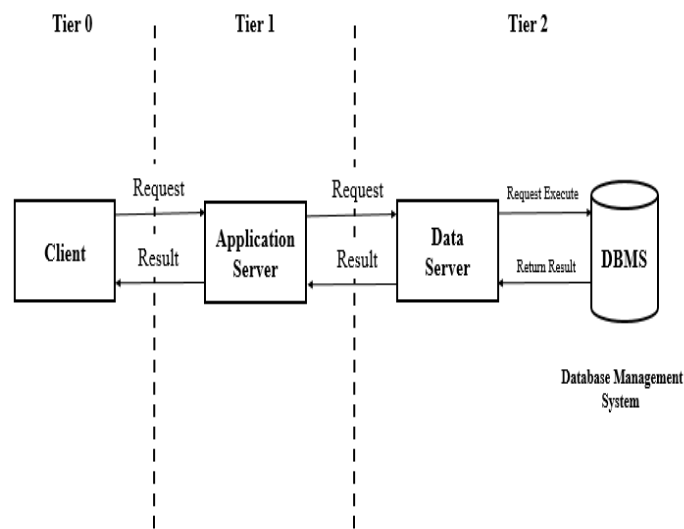 Tier 0
Tier 1
Tier 2
Request
Request
Request Execute
Client
Application
Server
Data
Server
DBMS
Result
Result
Return Result
Database Management
System